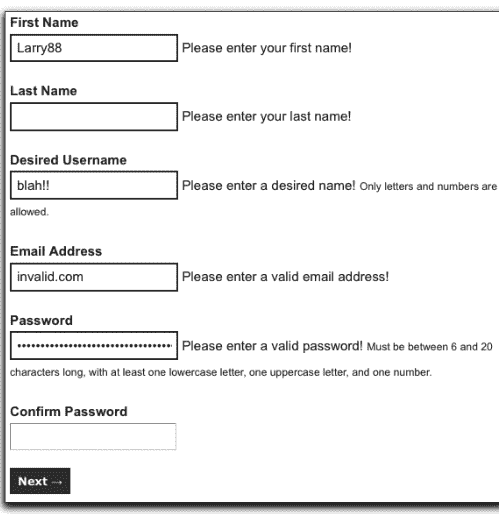 First Name
Larry88 Please enter your first name!
Last Name
Please enter your last name!
Desired Username
blah!! Please enter a desired name! Only letters and numbers are
allowed.
Email Address
invalid.com Please enter a valid email address!
Password
•••••••••••••••••••••••••••••••• Please enter a valid password! Must be between 6 and 20
characters long, with at least one lowercase letter, one uppercase letter, and one number.
Confirm Password
Next →